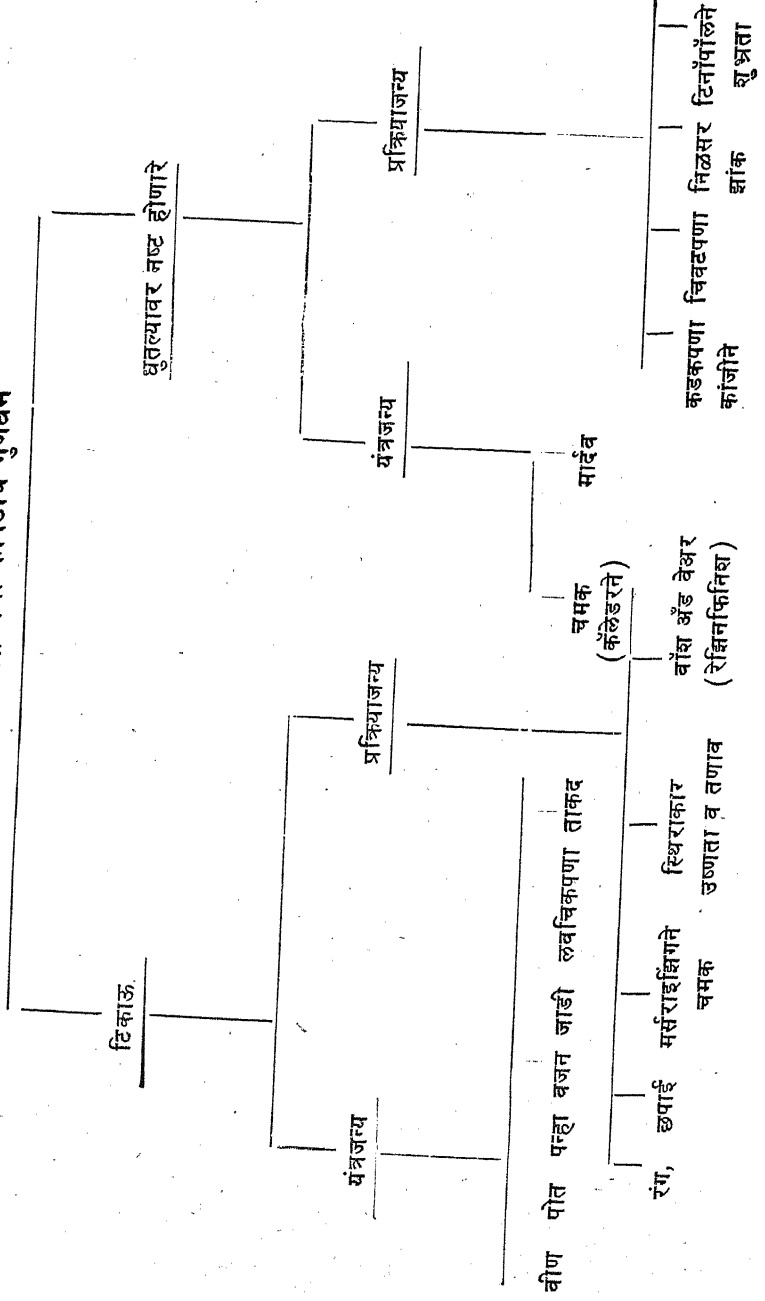 गुणधर्म
टिकाऊ. धुतल्यावर नष्ट होणारे
यंत्रजन्य प्रक्रियाजन्य यंत्रजन्य प्रक्रियाजन्य
वीण पोत पन्हा वजन जाडी लवचिकपणा ताकद
चमक मार्दव
(कॅलेंडरने)
रंग, छपाई मर्सराइझिंगने स्थिराकार वॉश अँड वेअर
चमक उष्णता व तणाव (रेझिनफिनिश)
कडकपणा चिवटपणा निळसर टिनॉपॉलने
कांजीने झांक शुभ्रता